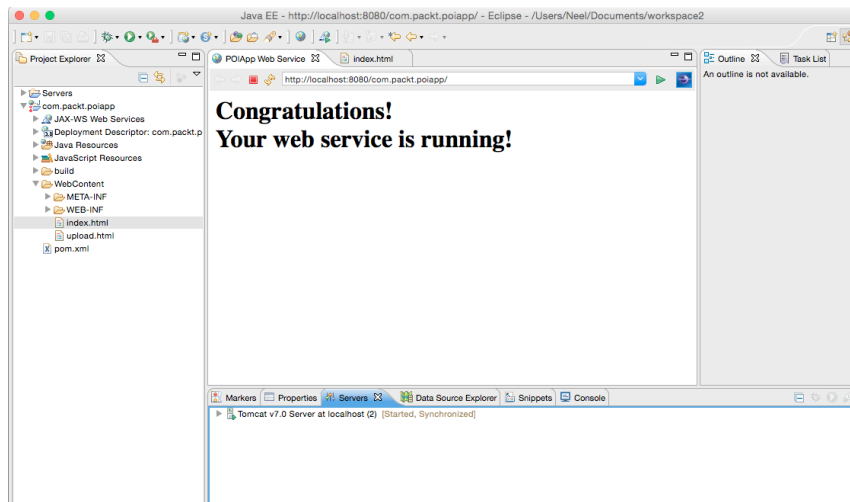 Java EE - http://localhost:8080/com.packt.poiapp/ - Eclipse - /Users/Neel/Documents/workspace2
Project Explorer
Servers
com.packt.poiapp
JAX-WS Web Services
Deployment Descriptor: com.packt.p
Java Resources
JavaScript Resources
build
WebContent
META-INF
WEB-INF
index.html
upload.html
pom.xml
POIApp Web Service
index.html
http://localhost:8080/com.packt.poiapp/
Congratulations!
Your web service is running!
Outline
Task List
An outline is not available.
Markers
Properties
Servers
Data Source Explorer
Snippets
Console
Tomcat v7.0 Server at localhost (2) [Started, Synchronized]